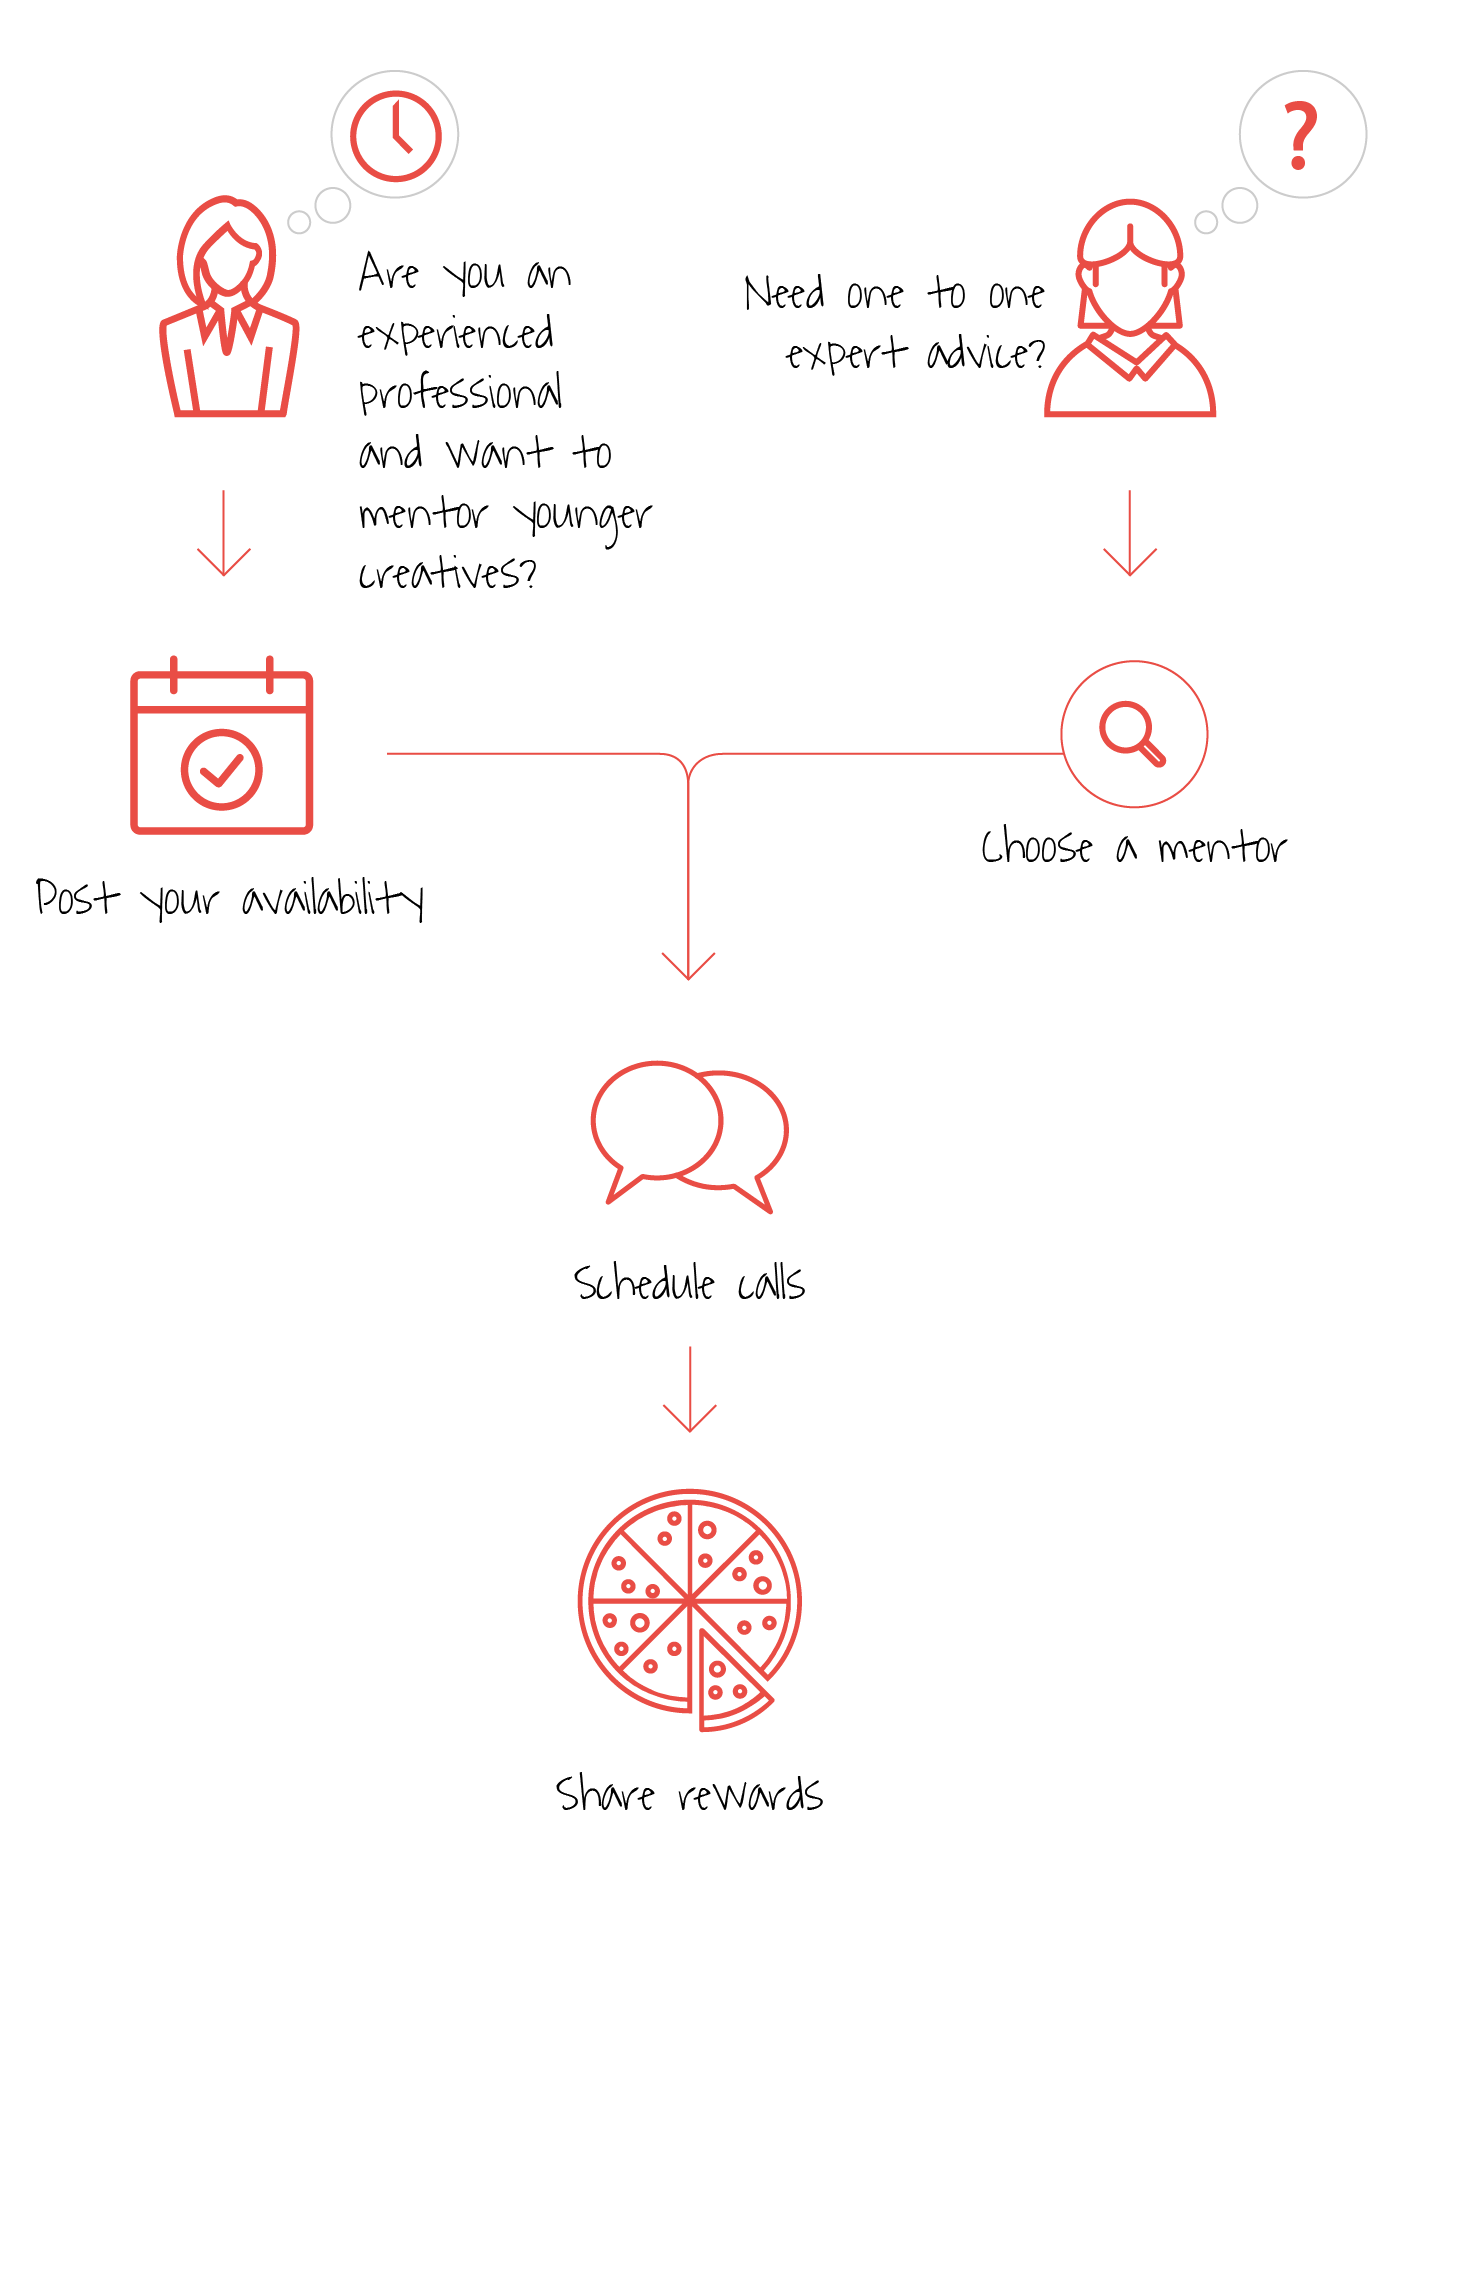 Are you an
experienced
professional
and want to
mentor younger
creatives?
?
Need one to one
expert advice?
Post your availability
Choose a mentor
Schedule calls
Share rewards